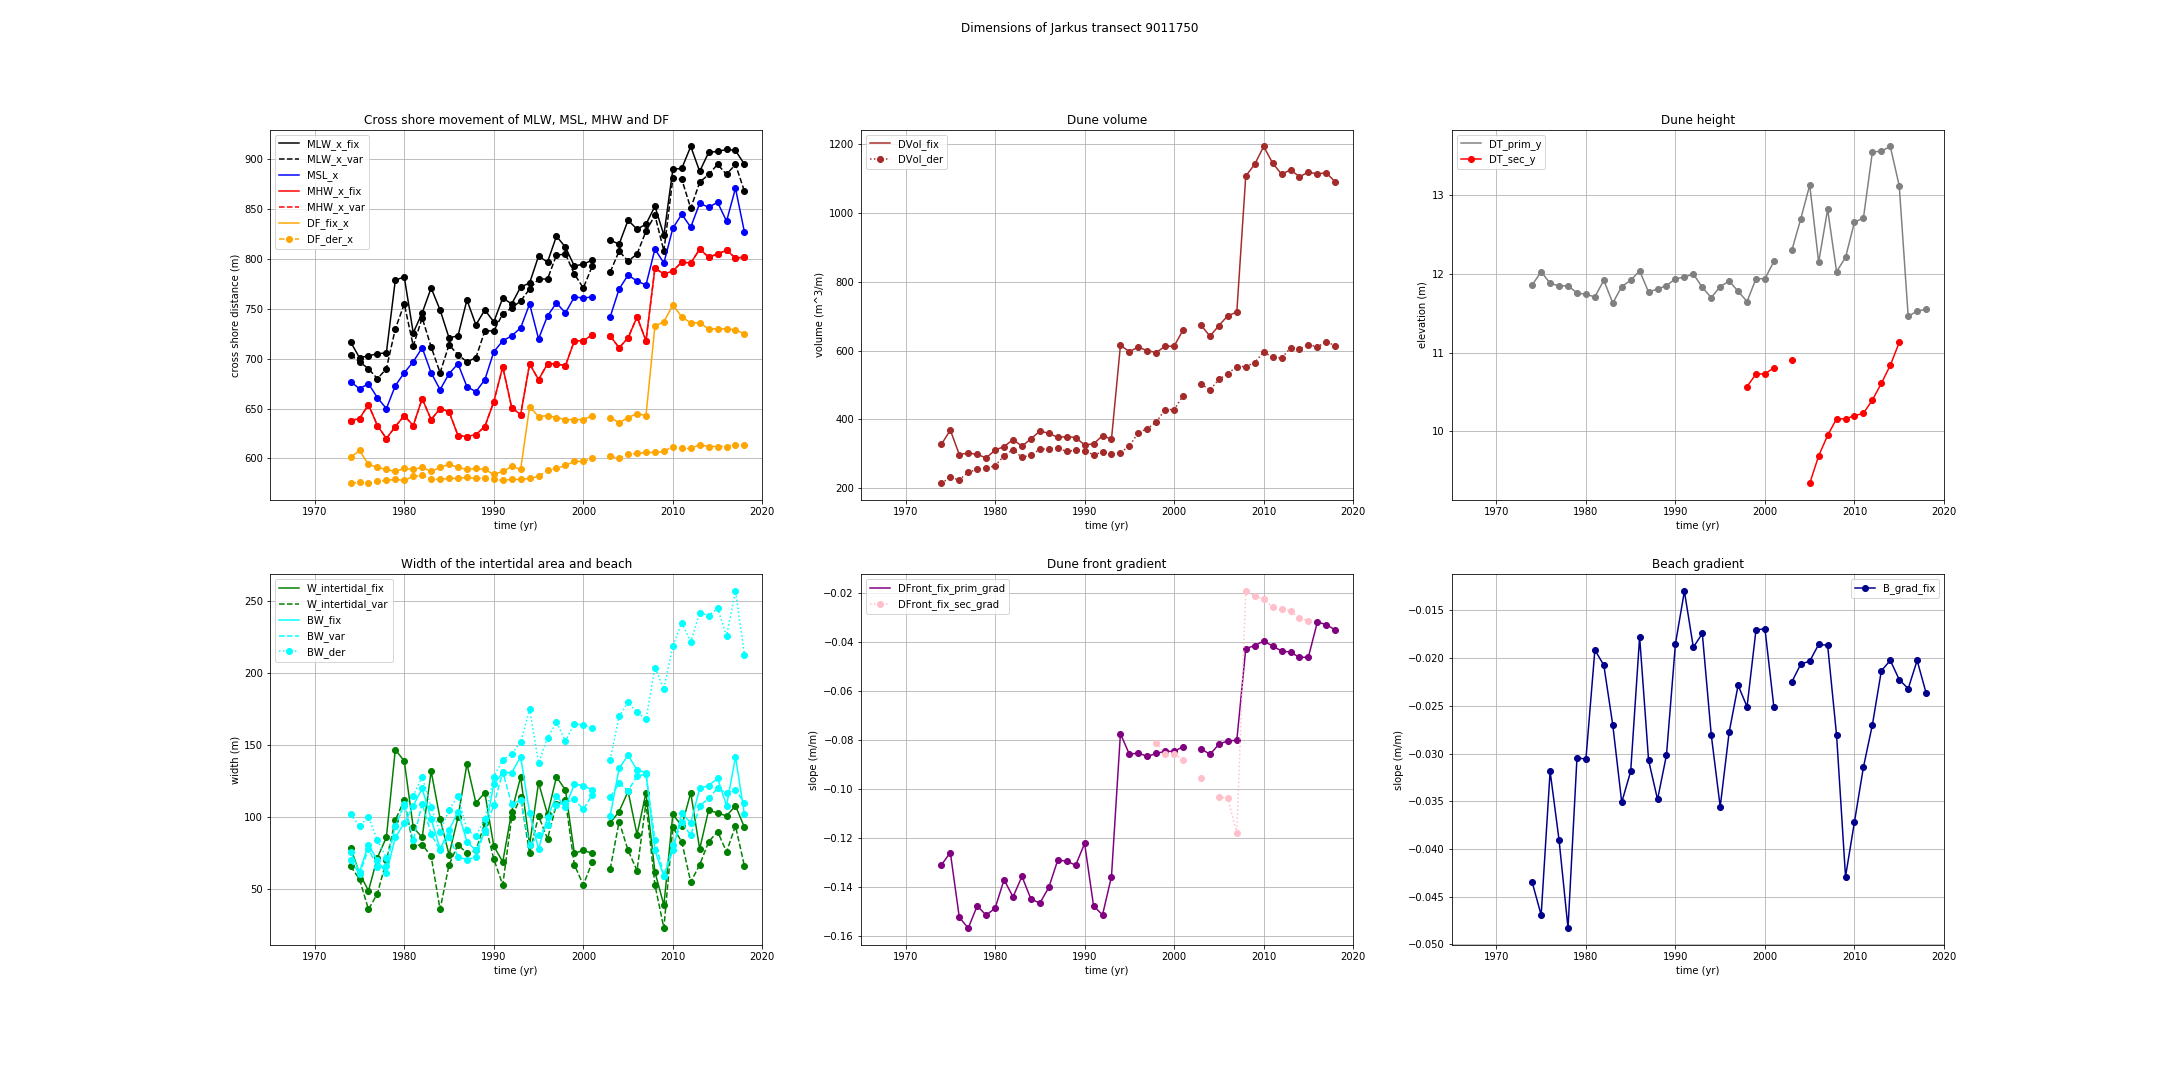 Dimensions of Jarkus transect 9011750
Cross shore movement of MLW, MSL, MHW and DF
cross shore distance (m)
900
850
800
750
700
650
600
MLW_x_fix
MLW_x_var
MSL_x
MHW_x_fix
MHW_x_var
DF_fix_x
DF_der_x
1970 1980 1990 2000 2010 2020
time (yr)
Dune volume
volume (m^3/m)
1200
1000
800
600
400
200
DVol_fix
DVol_der
1970 1980 1990 2000 2010 2020
time (yr)
Dune height
elevation (m)
13
12
11
10
DT_prim_y
DT_sec_y
1970 1980 1990 2000 2010 2020
time (yr)
Width of the intertidal area and beach
width (m)
250
200
150
100
50
W_intertidal_fix
W_intertidal_var
BW_fix
BW_var
BW_der
1970 1980 1990 2000 2010 2020
time (yr)
Dune front gradient
slope (m/m)
−0.02
−0.04
−0.06
−0.08
−0.10
−0.12
−0.14
−0.16
DFront_fix_prim_grad
DFront_fix_sec_grad
1970 1980 1990 2000 2010 2020
time (yr)
Beach gradient
slope (m/m)
−0.015
−0.020
−0.025
−0.030
−0.035
−0.040
−0.045
−0.050
B_grad_fix
1970 1980 1990 2000 2010 2020
time (yr)